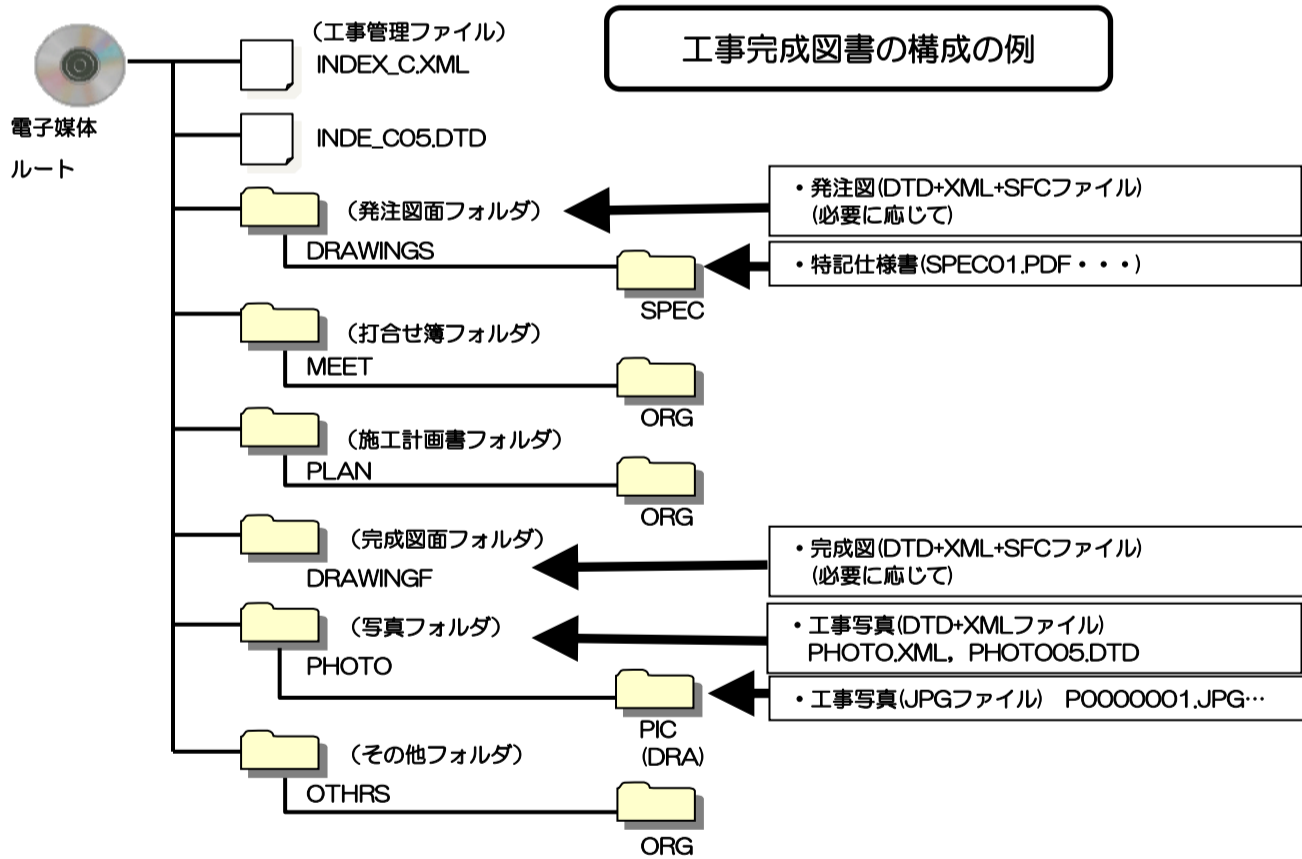 工事完成図書の構成の例
（工事管理ファイル）
INDEX_C.XML
電子媒体
ルート
INDE_C05.DTD
（発注図面フォルダ）
DRAWINGS
・発注図(DTD+XML+SFCファイル)
(必要に応じて)
・特記仕様書(SPEC01.PDF・・・)
SPEC
（打合せ簿フォルダ）
MEET
ORG
（施工計画書フォルダ）
PLAN
ORG
（完成図面フォルダ）
DRAWINGF
・完成図(DTD+XML+SFCファイル)
(必要に応じて)
（写真フォルダ）
PHOTO
・工事写真(DTD+XMLファイル)
PHOTO.XML，PHOTO05.DTD
・工事写真(JPGファイル)　P0000001.JPG…
PIC
(DRA)
（その他フォルダ）
OTHRS
ORG